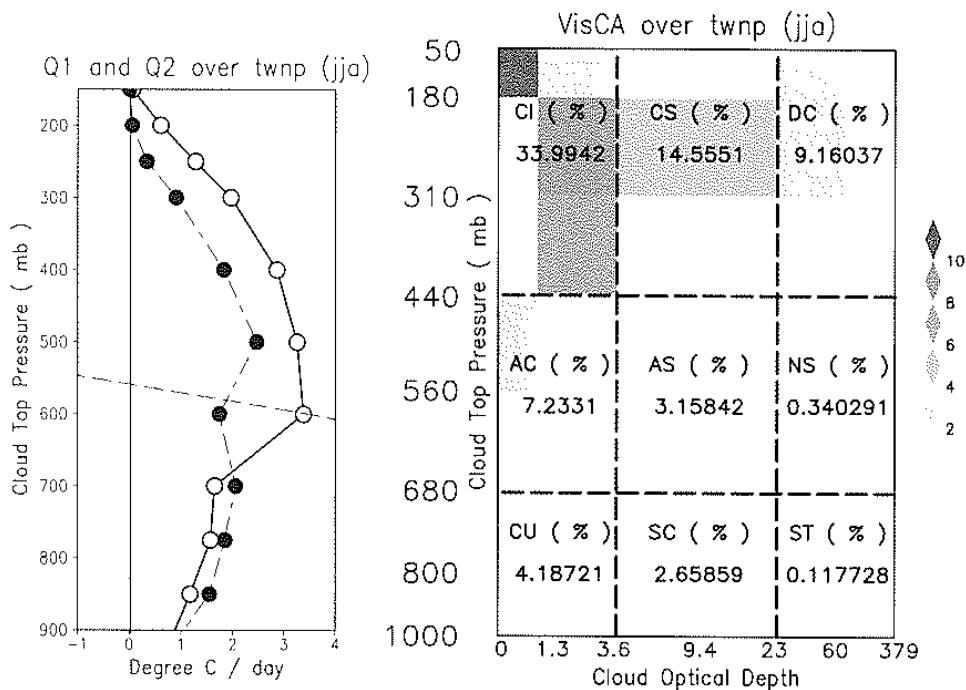 Q1 and Q2 over twnp (jja)
Cloud Top Pressure ( mb )
200
300
400
500
600
700
800
900
-1
0
1
2
3
4
Degree C / day
VisCA over twnp (jja)
Cloud Top Pressure ( mb )
50
180
310
440
560
680
800
1000
CI ( % ) CS ( % ) DC ( % )
33.9942 14.5551 9.16037
AC ( % ) AS ( % ) NS ( % )
7.2331 3.15842 0.340291
CU ( % ) SC ( % ) ST ( % )
4.18721 2.65859 0.117728
0 1.3 3.6 9.4 23 60 379
Cloud Optical Depth
10
8
6
4
2